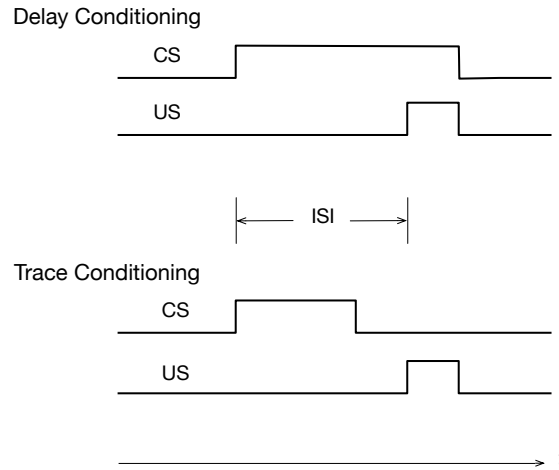 Delay Conditioning
CS
US
ISI
Trace Conditioning
CS
US